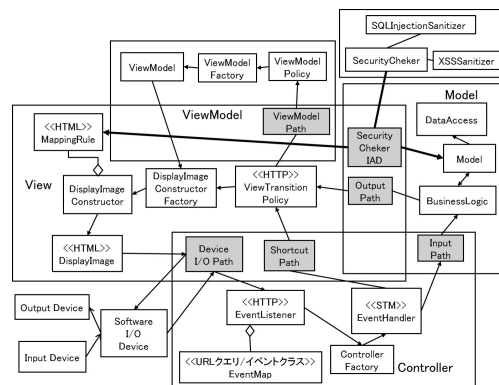 SQLInjectionSanitizer
SecurityCheker
XSSSanitizer
ViewModel
ViewModel
Factory
ViewModel
Policy
ViewModel
ViewModel
Path
Model
DataAccess
<<HTML>>
MappingRule
Security
Cheker
IAD
Model
View
DisplayImage
Constructor
DisplayImage
Constructor
Factory
<<HTTP>>
ViewTransition
Policy
Output
Path
BusinessLogic
<<HTML>>
DisplayImage
Device
I/O Path
Shortcut
Path
Input
Path
Output Device
Software
I/O
Device
<<HTTP>>
EventListener
<<STM>>
EventHandler
Input Device
<<URLクエリ/イベントクラス>>
EventMap
Controller
Factory
Controller